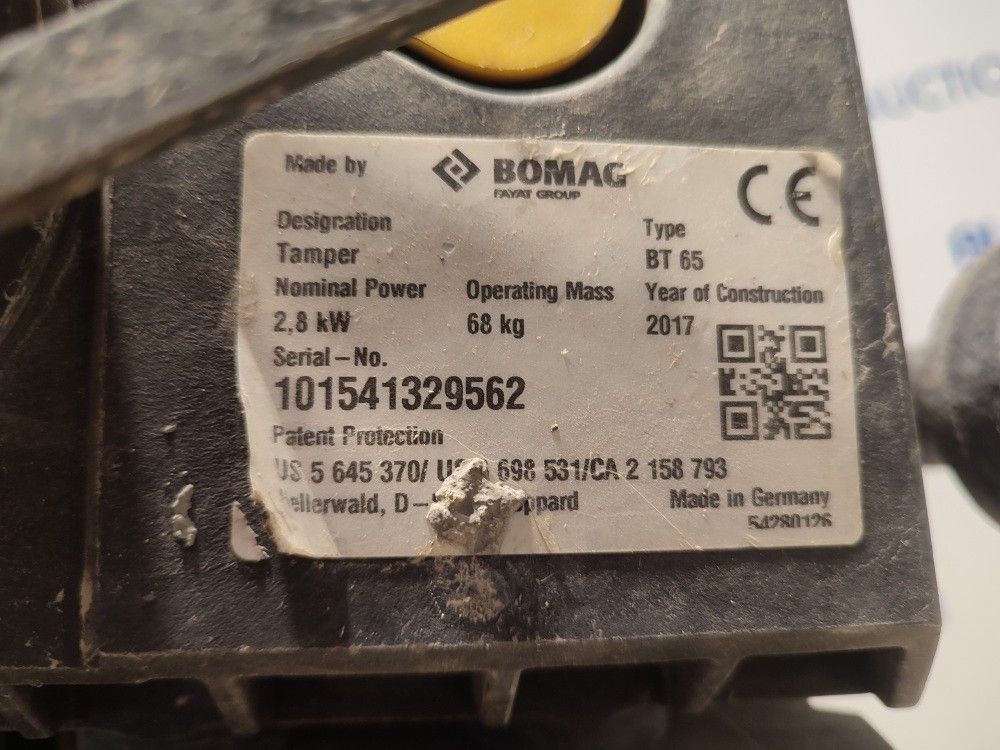 Made by BOMAG CE
FAYAT GROUP
Designation Type
Tamper BT 65
Nominal Power Operating Mass Year of Construction
2,8 kW 68 kg 2017
Serial-No.
101541329562
Patent Protection
US 5 645 370/ 698 531/CA 2 158 793
D- Made in Germany
54280126